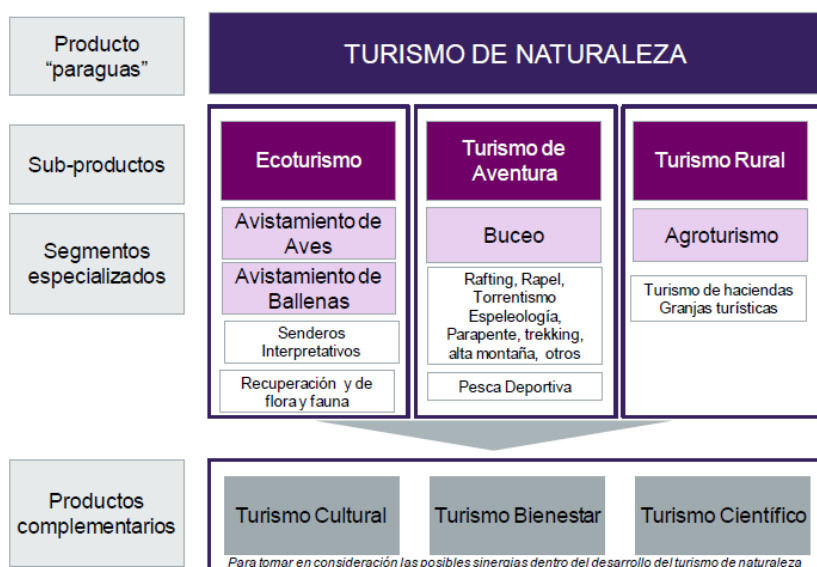 Producto
“paraguas”
TURISMO DE NATURALEZA
Sub-productos
Ecoturismo
Turismo de
Aventura
Turismo Rural
Segmentos
especializados
Avistamiento de
Aves
Avistamiento de
Ballenas
Senderos
Interpretativos
Recuperación y de
flora y fauna
Buceo
Rafting, Rapel,
Torrentismo
Espeleología,
Parapente, trekking,
alta montaña, otros
Pesca Deportiva
Agroturismo
Turismo de haciendas
Granjas turísticas
Productos
complementarios
Turismo Cultural
Turismo Bienestar
Turismo Científico
Para tomar en consideración las posibles sinergias dentro del desarrollo del turismo de naturaleza